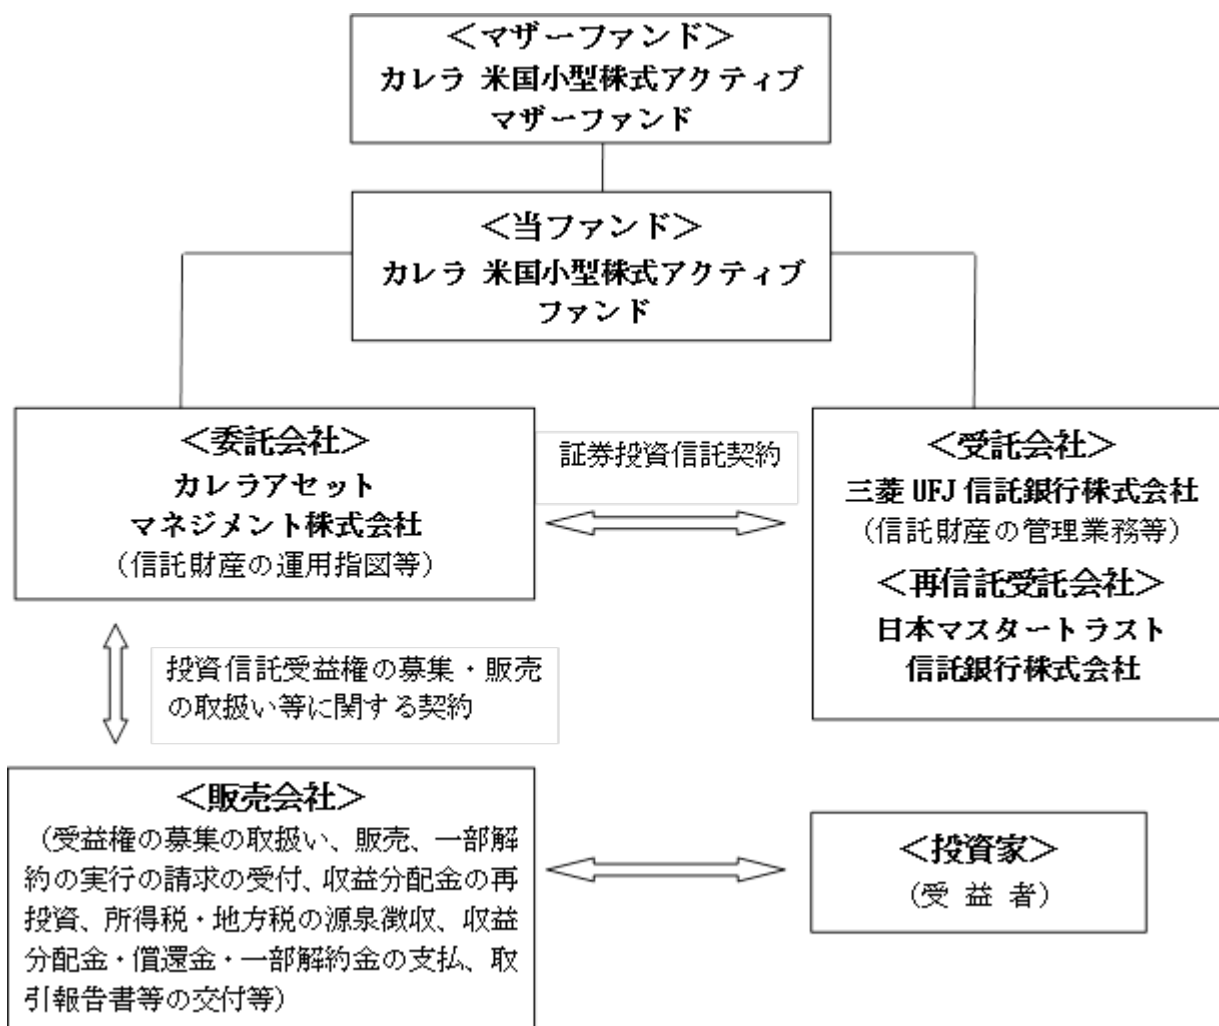 ＜マザーファンド＞
カレラ 米国小型株式アクティブ
マザーファンド
＜当ファンド＞
カレラ 米国小型株式アクティブ
ファンド
＜委託会社＞
カレラアセット
マネジメント株式会社
（信託財産の運用指図等）
証券投資信託契約
＜受託会社＞
三菱 UFJ 信託銀行株式会社
（信託財産の管理業務等）
＜再信託受託会社＞
日本マスタートラスト
信託銀行株式会社
投資信託受益権の募集・販売
の取扱い等に関する契約
＜販売会社＞
（受益権の募集の取扱い、販売、一部解
約の実行の請求の受付、収益分配金の再
投資、所得税・地方税の源泉徴収、収益
分配金・償還金・一部解約金の支払、取
引報告書等の交付等）
＜投資家＞
（受 益 者）